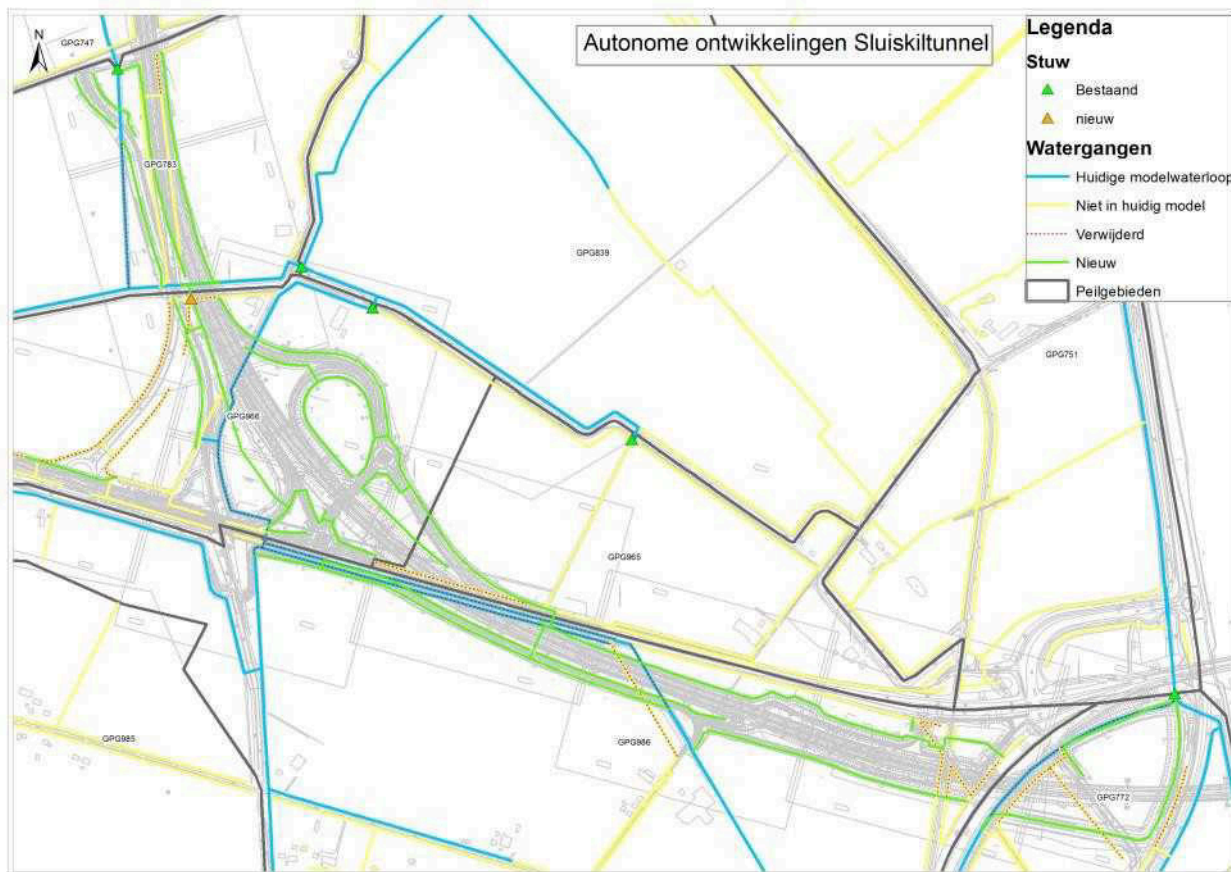 Autonome ontwikkelingen Sluiskiltunnel
Legenda
Stuw
Bestaand
nieuw
Watergangen
Huidige modelwaterloop
Niet in huidig model
Verwijderd
Nieuw
Peilgebieden
N
GPG747
GPG783
GPG839
GPG751
GPG966
GPG965
GPG985
GPG986
GPG772